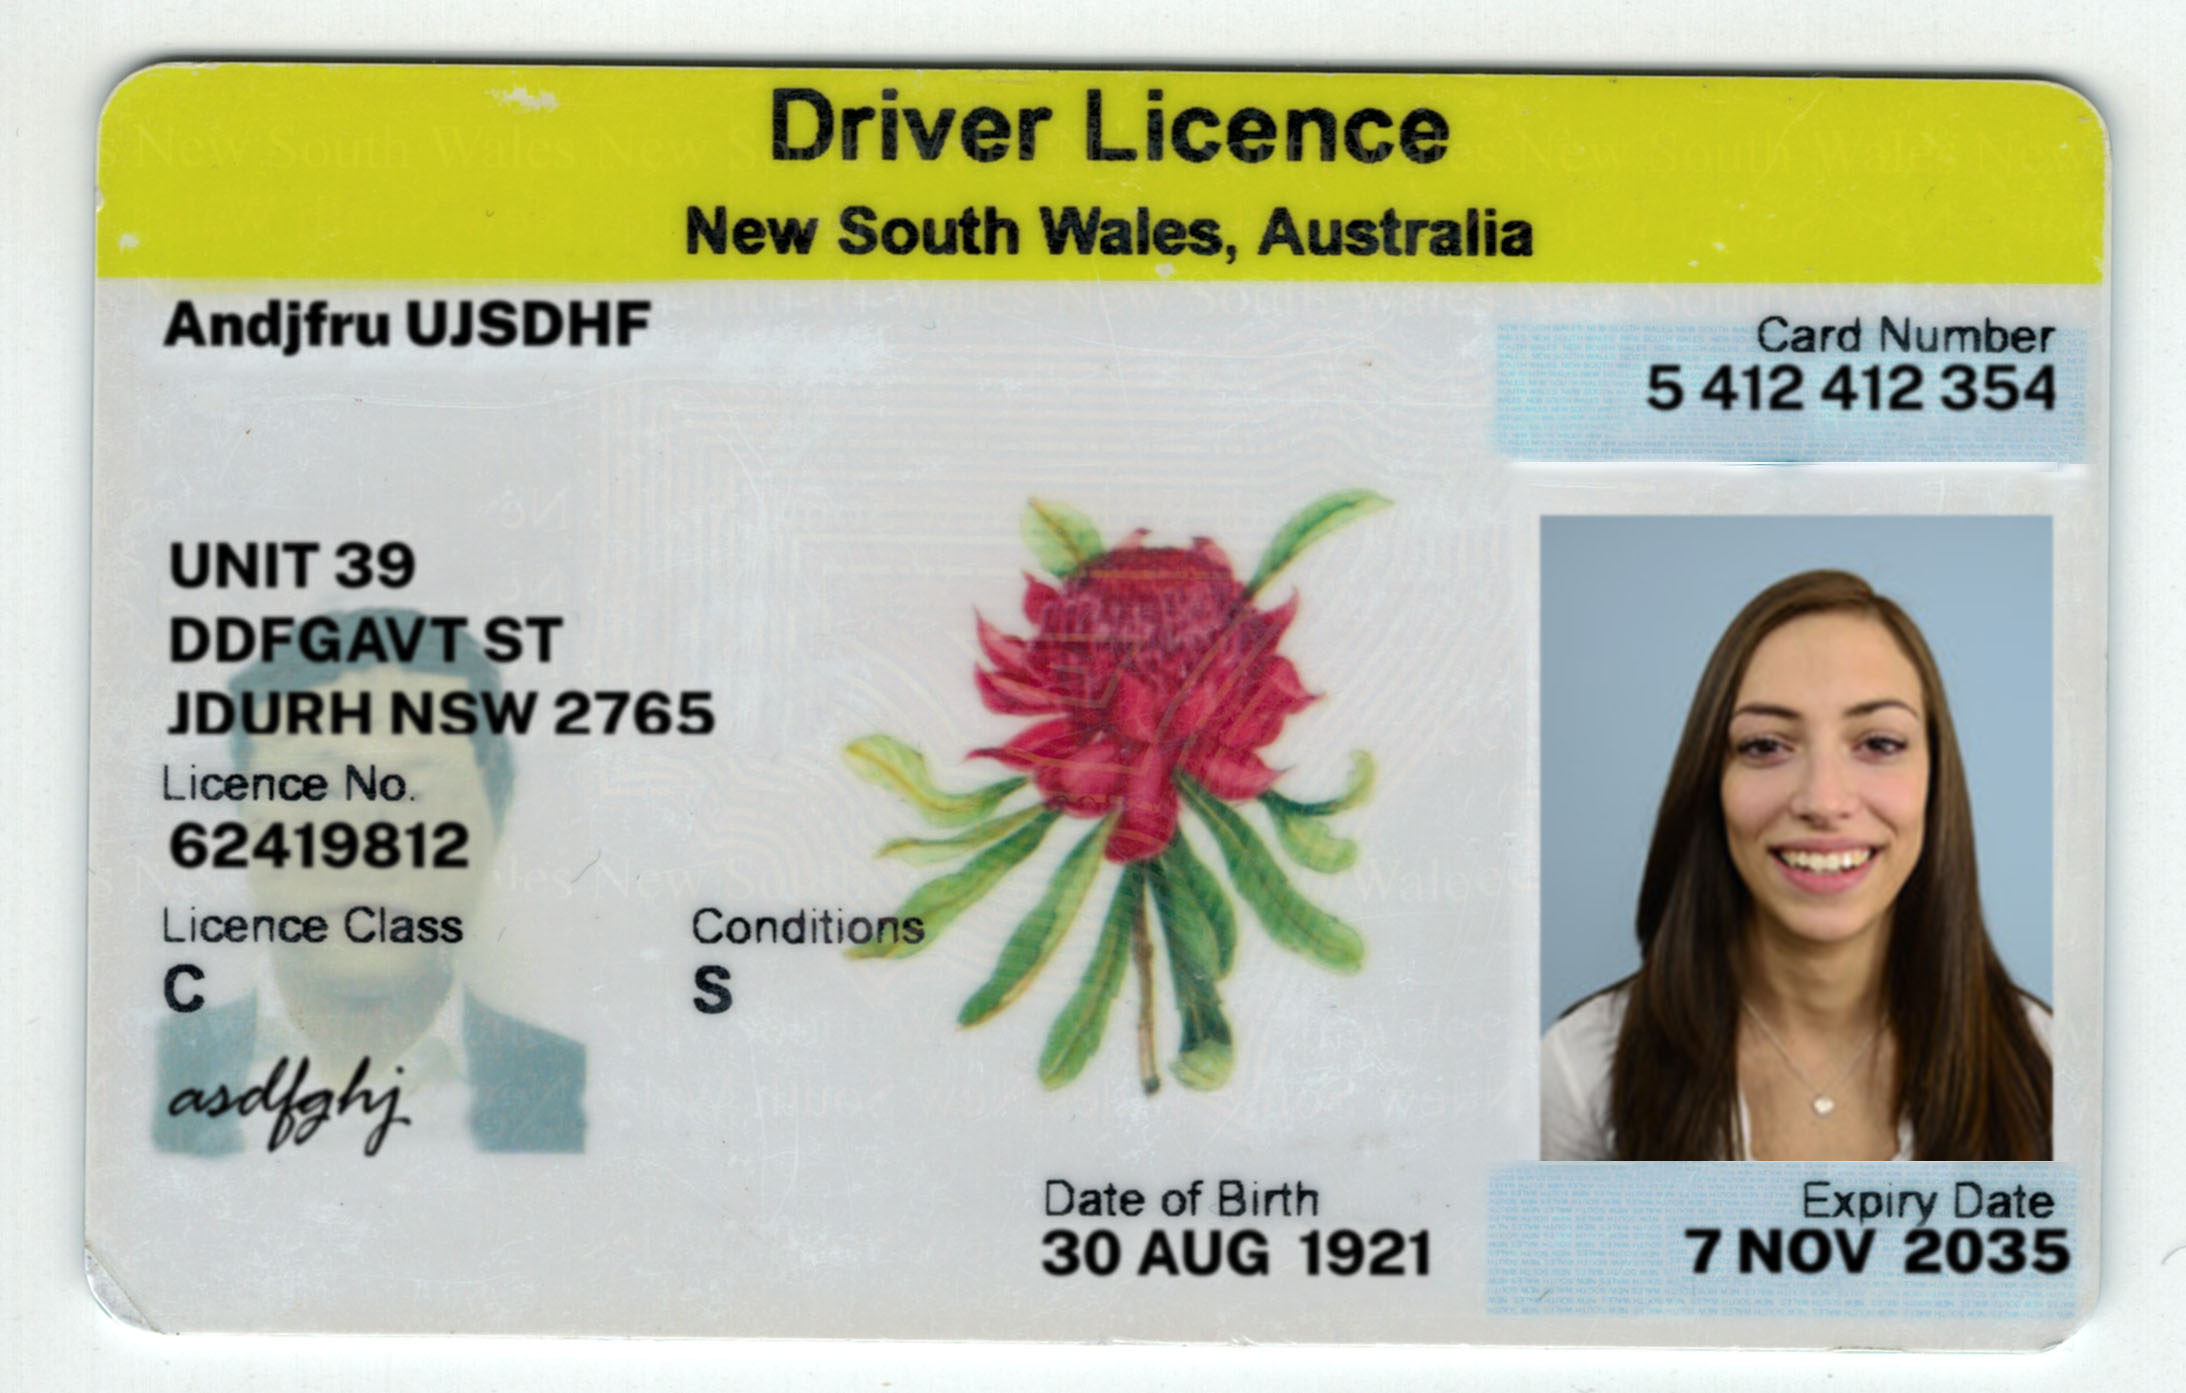 Driver Licence
New South Wales, Australia
Andjfru UJSDHF
Card Number
5 412 412 354
UNIT 39
DDFGAVT ST
JDURH NSW 2765
Licence No.
62419812
Licence Class
Conditions
C
S
asdfghj
Date of Birth
30 AUG 1921
Expiry Date
7 NOV 2035